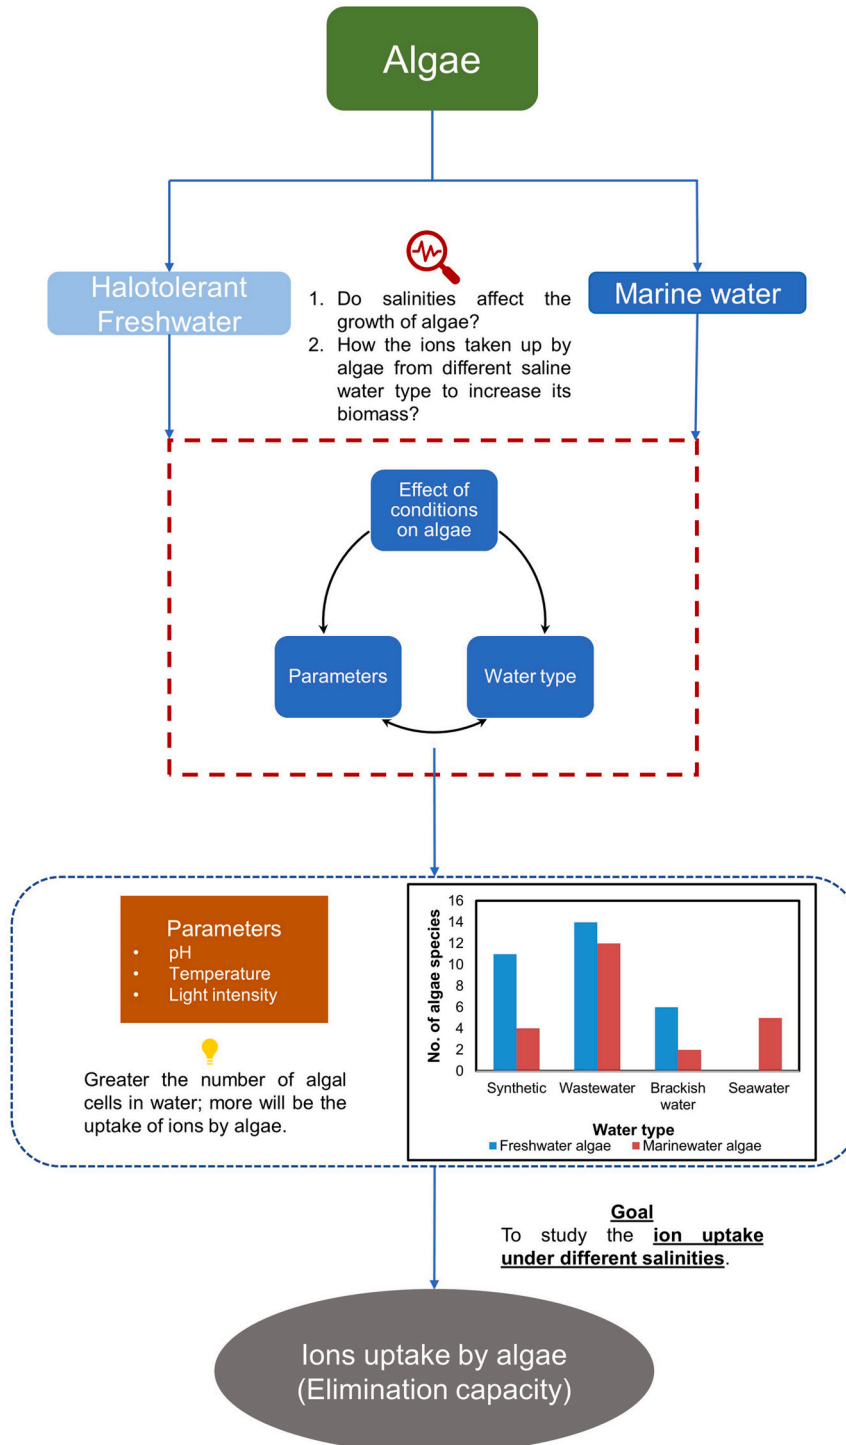 Algae
Halotolerant
Freshwater
1. Do salinities affect the
growth of algae?
2. How the ions taken up by
algae from different saline
water type to increase its
biomass?
Marine water
Effect of
conditions
on algae
Parameters
Water type
Parameters
• pH
• Temperature
• Light intensity
Greater the number of algal
cells in water; more will be the
uptake of ions by algae.
No. of algae species
16
14
12
10
8
6
4
2
0
Synthetic
Wastewater
Brackish
water
Seawater
Water type
Freshwater algae
Marinewater algae
Goal
To study the ion uptake
under different salinities.
Ions uptake by algae
(Elimination capacity)